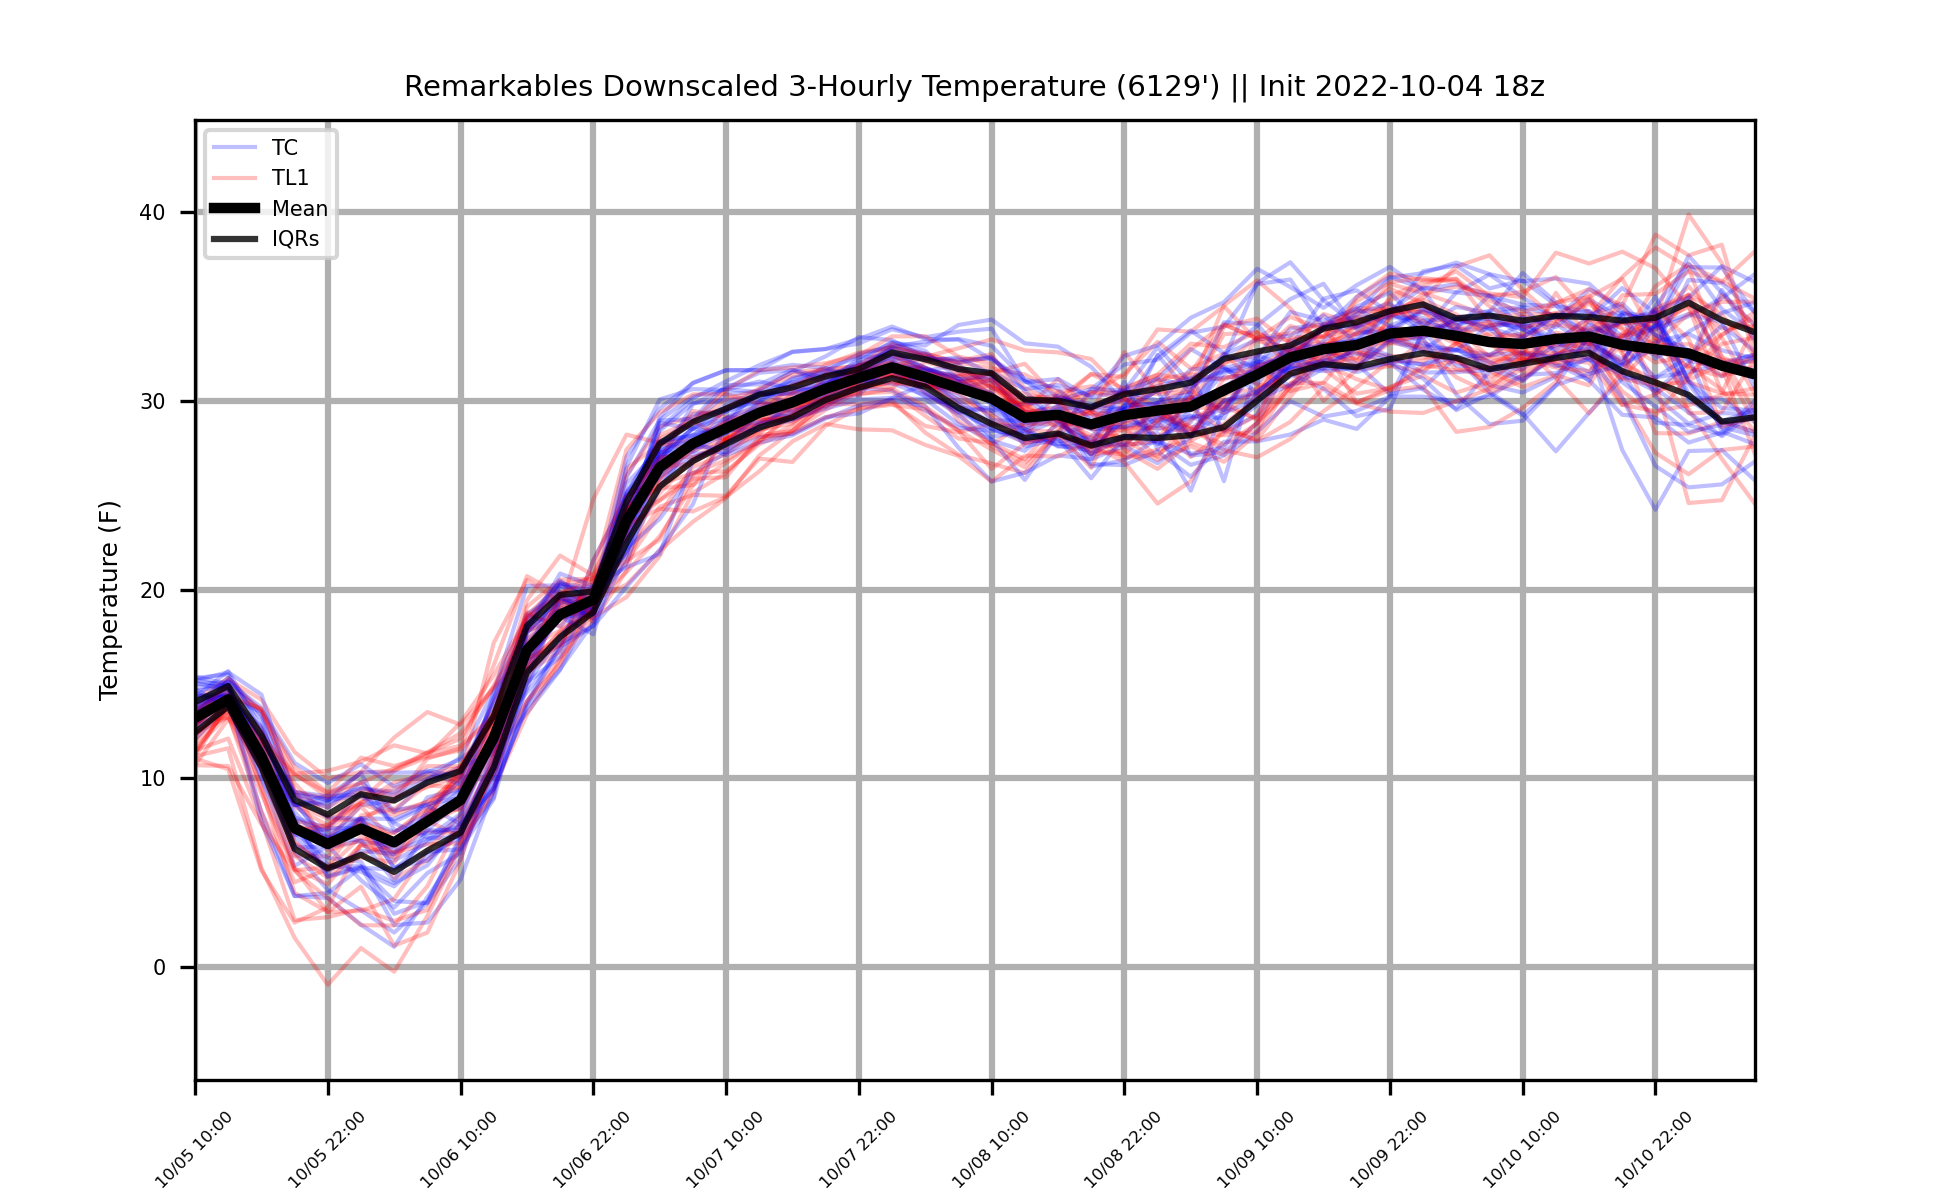 Remarkables Downscaled 3-Hourly Temperature (6129') || Init 2022-10-04 18z
TC
TL1
Mean
IQRs
Temperature (F)
40
30
20
10
0
10/05 10:00
10/05 22:00
10/06 10:00
10/06 22:00
10/07 10:00
10/07 22:00
10/08 10:00
10/08 22:00
10/09 10:00
10/09 22:00
10/10 10:00
10/10 22:00